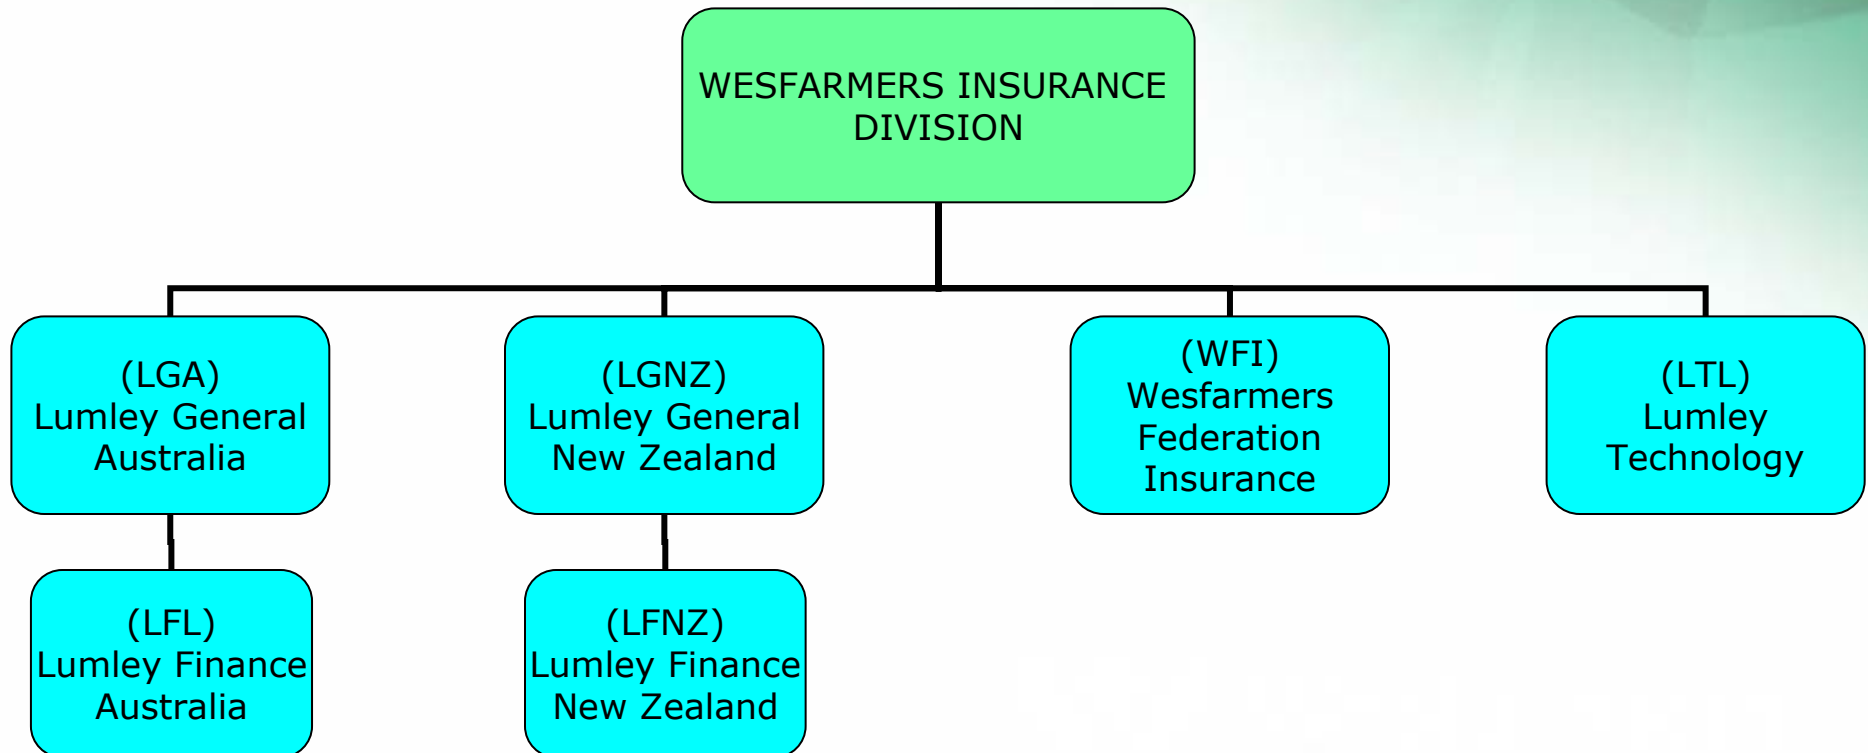 WESFARMERS INSURANCE
DIVISION
(LGA)
Lumley General
Australia
(LGNZ)
Lumley General
New Zealand
(WFI)
Wesfarmers
Federation
Insurance
(LTL)
Lumley
Technology
(LFL)
Lumley Finance
Australia
(LFNZ)
Lumley Finance
New Zealand